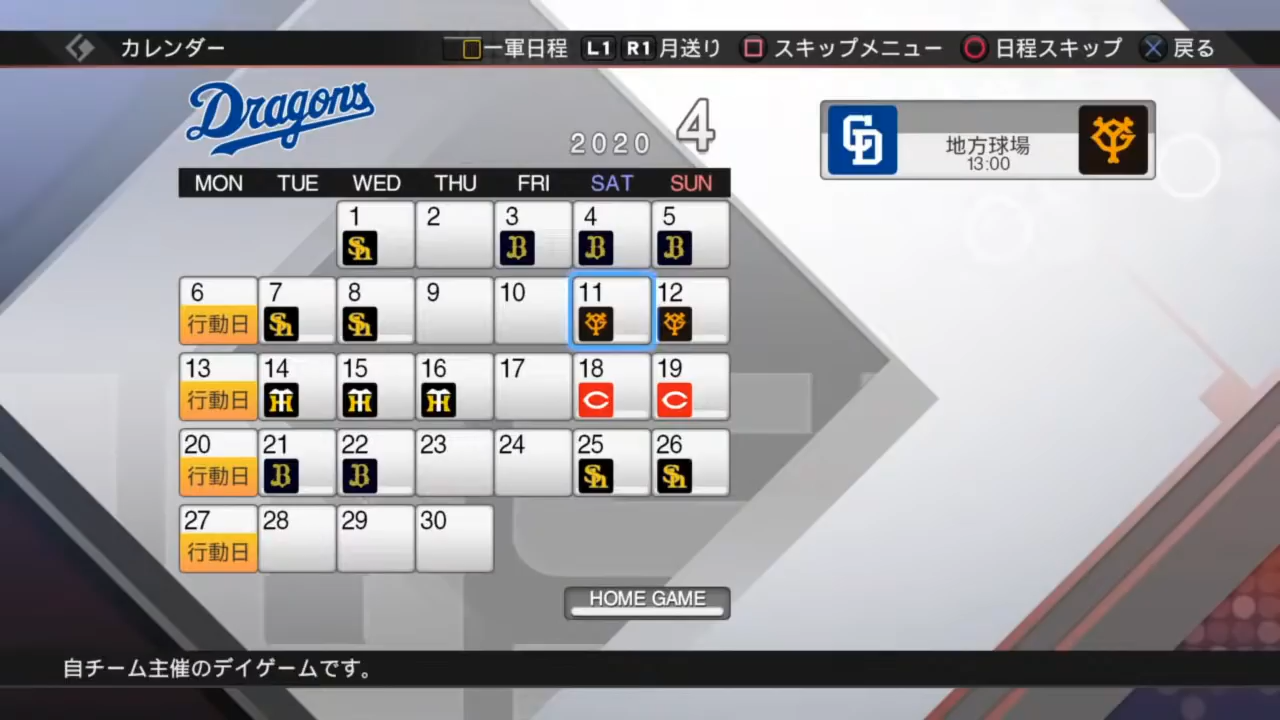 カレンダー 一軍日程 L1 R1 月送り スキップメニュー 日程スキップ 戻る
Dragons
2020 4
地方球場
13:00
MON TUE WED THU FRI SAT SUN
1 2 3 4 5
6 7 8 9 10 11 12
行動日
13 14 15 16 17 18 19
行動日
20 21 22 23 24 25 26
行動日
27 28 29 30
行動日
HOME GAME
自チーム主催のデイゲームです。